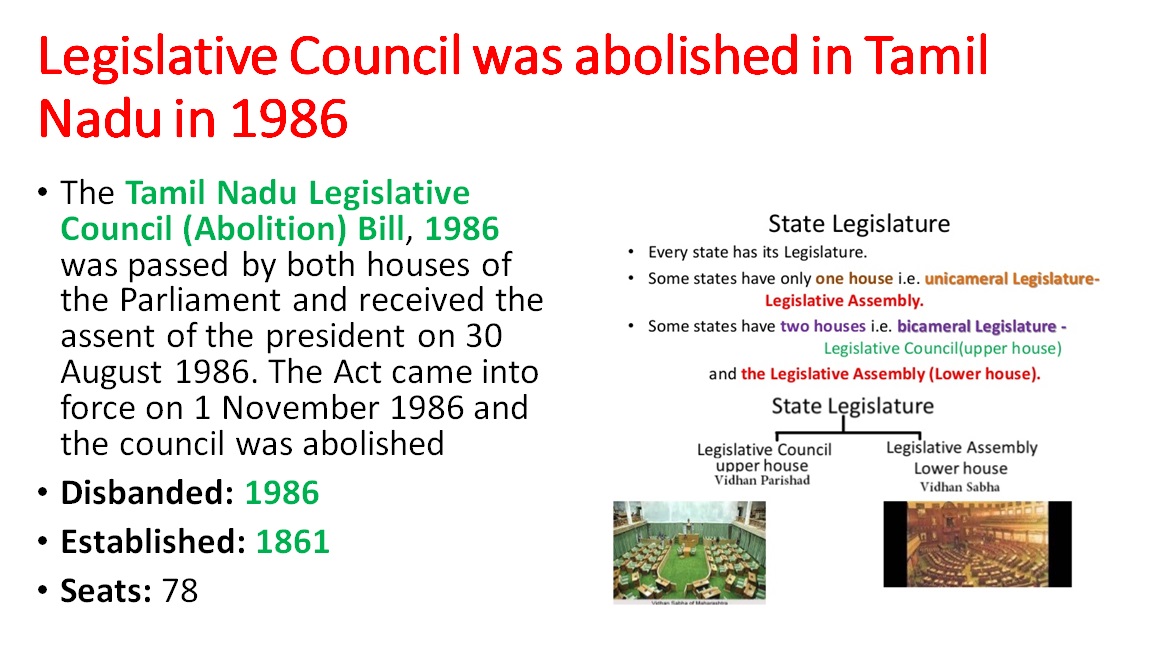 Legislative Council was abolished in Tamil
Nadu in 1986
• The Tamil Nadu Legislative
Council (Abolition) Bill, 1986
was passed by both houses of
the Parliament and received the
assent of the president on 30
August 1986. The Act came into
force on 1 November 1986 and
the council was abolished
• Disbanded: 1986
• Established: 1861
• Seats: 78
State Legislature
• Every state has its Legislature.
• Some states have only one house i.e. unicameral Legislature-
Legislative Assembly.
• Some states have two houses i.e. bicameral Legislature -
Legislative Council(upper house)
and the Legislative Assembly (Lower house).
State Legislature
Legislative Council
upper house
Vidhan Parishad
Legislative Assembly
Lower house
Vidhan Sabha
Vidhan Sabha of Maharashtra